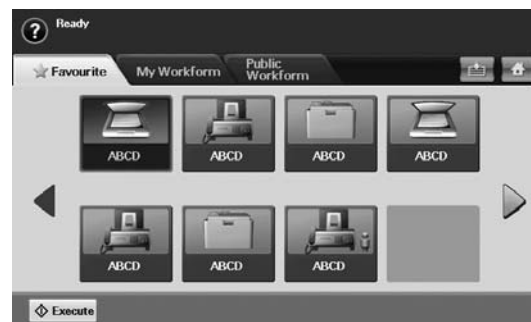 ? Ready
Favourite
My Workform
Public
Workform
ABCD
ABCD
ABCD
ABCD
ABCD
ABCD
ABCD
Execute